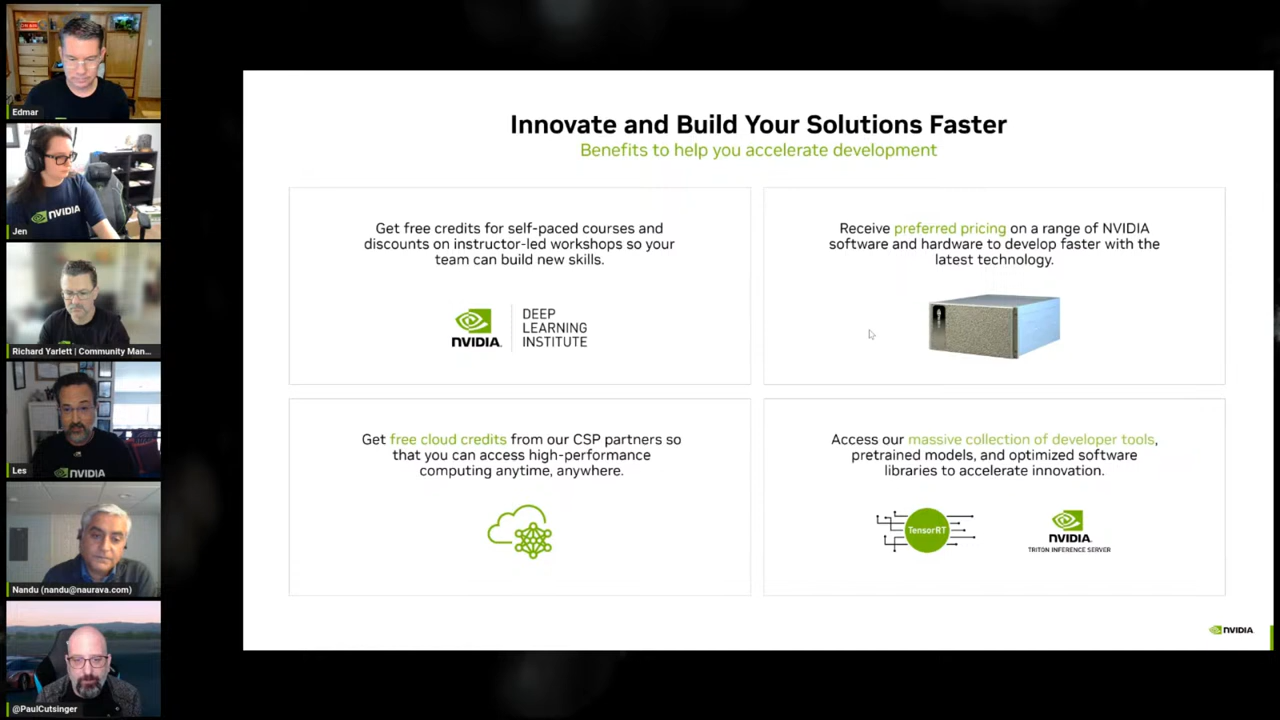 Edmar
NVIDIA
Jen
Richard Yarlett | Community Man...
NVIDIA
Les
Nandu (nandu@naurava.com)
@PaulCutsinger
Innovate and Build Your Solutions Faster
Benefits to help you accelerate development
Get free credits for self-paced courses and
discounts on instructor-led workshops so your
team can build new skills.
NVIDIA.
DEEP
LEARNING
INSTITUTE
Receive preferred pricing on a range of NVIDIA
software and hardware to develop faster with the
latest technology.
Get free cloud credits from our CSP partners so
that you can access high-performance
computing anytime, anywhere.
Access our massive collection of developer tools,
pretrained models, and optimized software
libraries to accelerate innovation.
TensorRT
NVIDIA.
TRITON INFERENCE SERVER
NVIDIA.